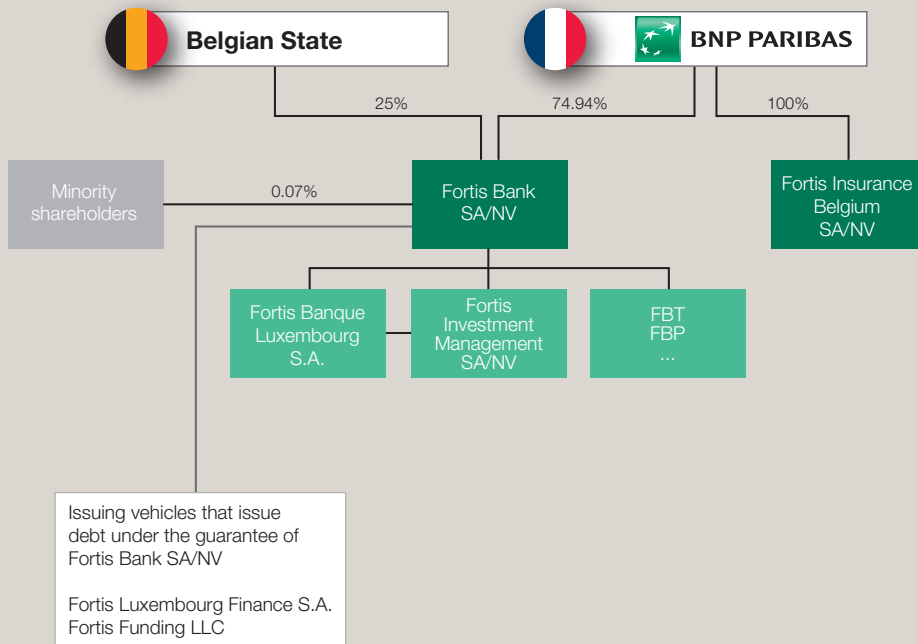 Belgian State
BNP PARIBAS
25%
74.94%
100%
Minority
shareholders
0.07%
Fortis Bank
SA/NV
Fortis Insurance
Belgium
SA/NV
Fortis Banque
Luxembourg
S.A.
Fortis
Investment
Management
SA/NV
FBT
FBP
...
Issuing vehicles that issue
debt under the guarantee of
Fortis Bank SA/NV
Fortis Luxembourg Finance S.A.
Fortis Funding LLC